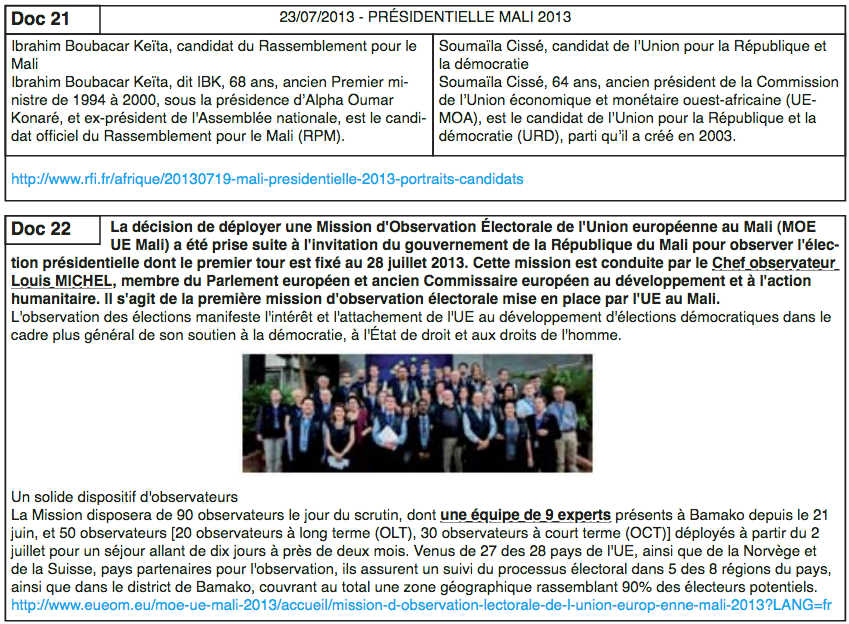 Doc 21
23/07/2013 - PRÉSIDENTIELLE MALI 2013
Ibrahim Boubacar Keïta, candidat du Rassemblement pour le
Mali
Ibrahim Boubacar Keïta, dit IBK, 68 ans, ancien Premier mi-
nistre de 1994 à 2000, sous la présidence d’Alpha Oumar
Konaré, et ex-président de l’Assemblée nationale, est le candi-
dat officiel du Rassemblement pour le Mali (RPM).
Soumaïla Cissé, candidat de l’Union pour la République et
la démocratie
Soumaïla Cissé, 64 ans, ancien président de la Commission
de l’Union économique et monétaire ouest-africaine (UE-
MOA), est le candidat de l’Union pour la République et la
démocratie (URD), parti qu’il a créé en 2003.
http://www.rfi.fr/afrique/20130719-mali-presidentielle-2013-portraits-candidats
Doc 22
La décision de déployer une Mission d'Observation Électorale de l'Union européenne au Mali (MOE
UE Mali) a été prise suite à l'invitation du gouvernement de la République du Mali pour observer l'élec-
tion présidentielle dont le premier tour est fixé au 28 juillet 2013. Cette mission est conduite par le Chef observateur
Louis MICHEL, membre du Parlement européen et ancien Commissaire européen au développement et à l'action
humanitaire. Il s'agit de la première mission d'observation électorale mise en place par l'UE au Mali.
L'observation des élections manifeste l'intérêt et l'attachement de l'UE au développement d'élections démocratiques dans le
cadre plus général de son soutien à la démocratie, à l'État de droit et aux droits de l'homme.
Un solide dispositif d'observateurs
La Mission disposera de 90 observateurs le jour du scrutin, dont une équipe de 9 experts présents à Bamako depuis le 21
juin, et 50 observateurs [20 observateurs à long terme (OLT), 30 observateurs à court terme (OCT)] déployés à partir du 2
juillet pour un séjour allant de dix jours à près de deux mois. Venus de 27 des 28 pays de l'UE, ainsi que de la Norvège et
de la Suisse, pays partenaires pour l'observation, ils assurent un suivi du processus électoral dans 5 des 8 régions du pays,
ainsi que dans le district de Bamako, couvrant au total une zone géographique rassemblant 90% des électeurs potentiels.
http://www.eueom.eu/moe-ue-mali-2013/accueil/mission-d-observation-lectorale-de-l-union-europ-enne-mali-2013?LANG=fr